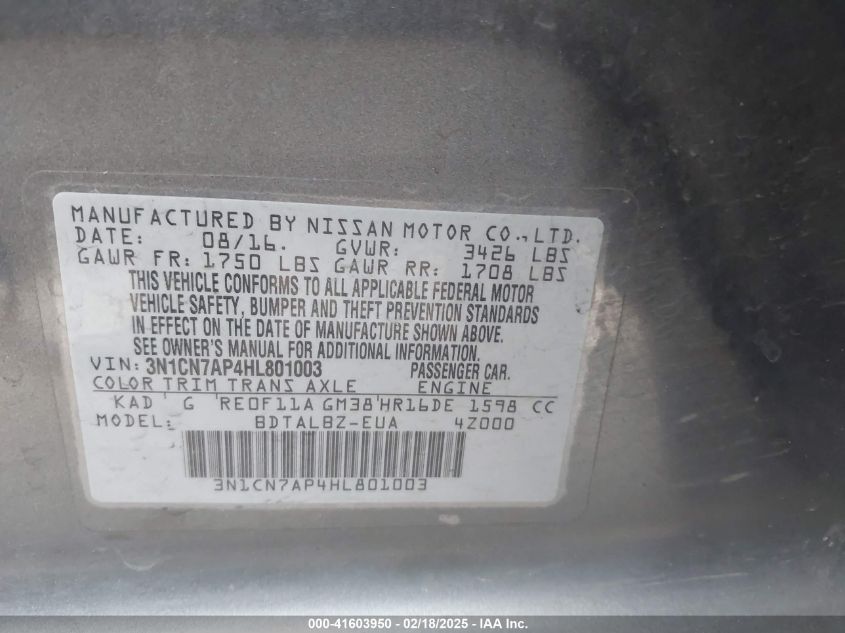 MANUFACTURED BY NISSAN MOTOR CO., LTD.
DATE: 08/16. GVWR: 3426 LBS
GAWR FR: 1750 LBS GAWR RR: 1708 LBS
THIS VEHICLE CONFORMS TO ALL APPLICABLE FEDERAL MOTOR
VEHICLE SAFETY, BUMPER AND THEFT PREVENTION STANDARDS
IN EFFECT ON THE DATE OF MANUFACTURE SHOWN ABOVE.
SEE OWNER'S MANUAL FOR ADDITIONAL INFORMATION.
VIN: 3N1CN7AP4HL801003 PASSENGER CAR.
COLOR TRIM TRANS AXLE ENGINE
KAD G RE0F11A GM38 HR16DE 1598 CC
MODEL: BDTALBZ-EUA 4Z000
3N1CN7AP4HL801003
000-41603950 - 02/18/2025 - IAA Inc.